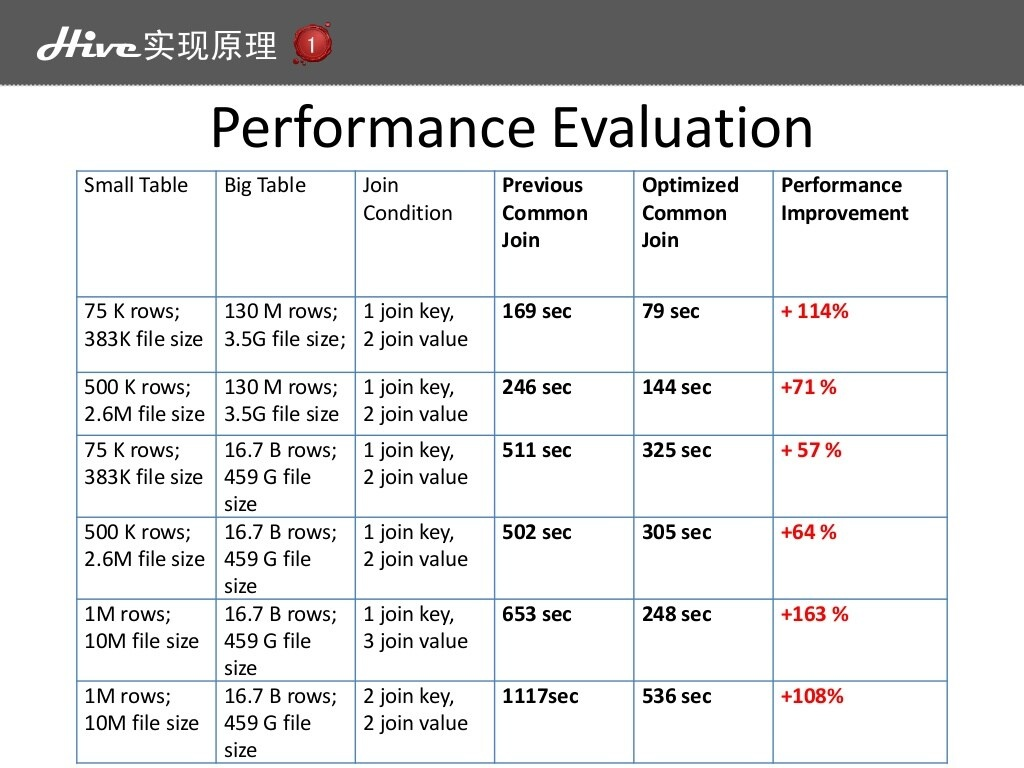 Hive实现原理 1
Performance Evaluation
Small Table
Big Table
Join
Condition
Previous
Common
Join
Optimized
Common
Join
Performance
Improvement
75 K rows;
383K file size
130 M rows;
3.5G file size;
1 join key,
2 join value
169 sec
79 sec
+ 114%
500 K rows;
2.6M file size
130 M rows;
3.5G file size
1 join key,
2 join value
246 sec
144 sec
+71 %
75 K rows;
383K file size
16.7 B rows;
459 G file
size
1 join key,
2 join value
511 sec
325 sec
+ 57 %
500 K rows;
2.6M file size
16.7 B rows;
459 G file
size
1 join key,
2 join value
502 sec
305 sec
+64 %
1M rows;
10M file size
16.7 B rows;
459 G file
size
1 join key,
3 join value
653 sec
248 sec
+163 %
1M rows;
10M file size
16.7 B rows;
459 G file
size
2 join key,
2 join value
1117sec
536 sec
+108%